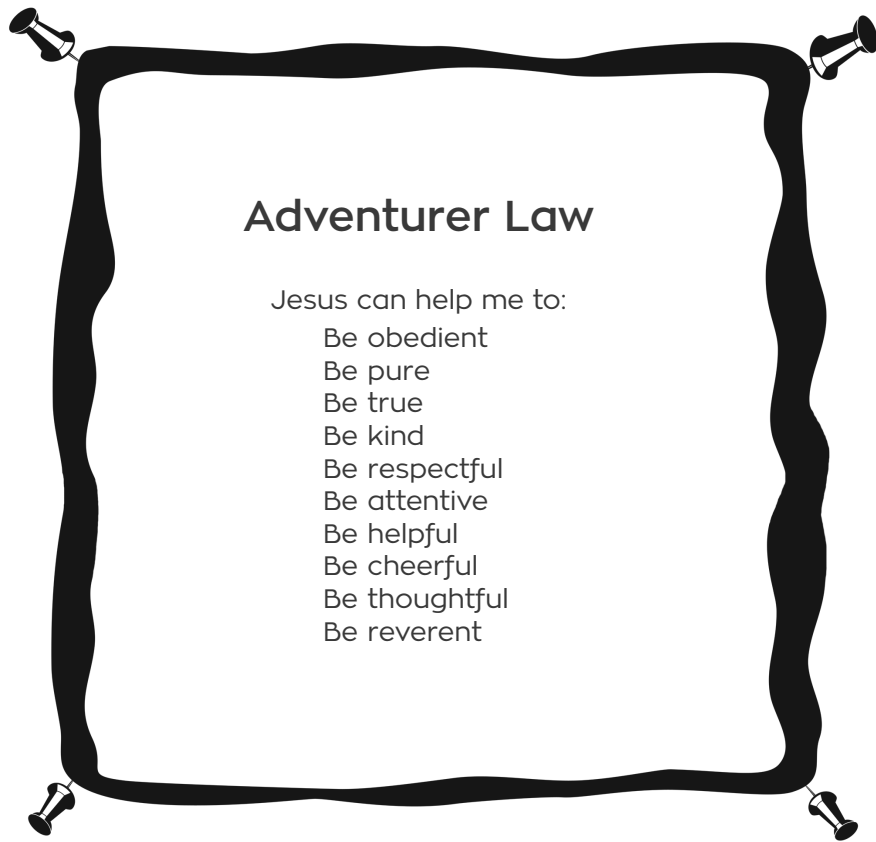 Adventurer Law
Jesus can help me to:
Be obedient
Be pure
Be true
Be kind
Be respectful
Be attentive
Be helpful
Be cheerful
Be thoughtful
Be reverent